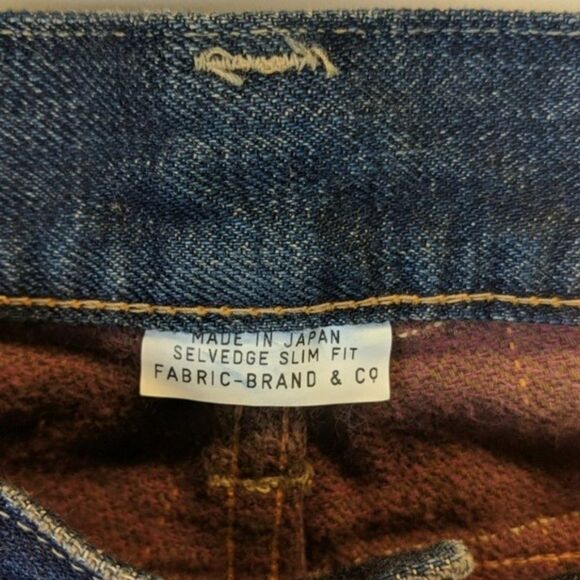 MADE IN JAPAN
SELVEDGE SLIM FIT
FABRIC-BRAND & Co